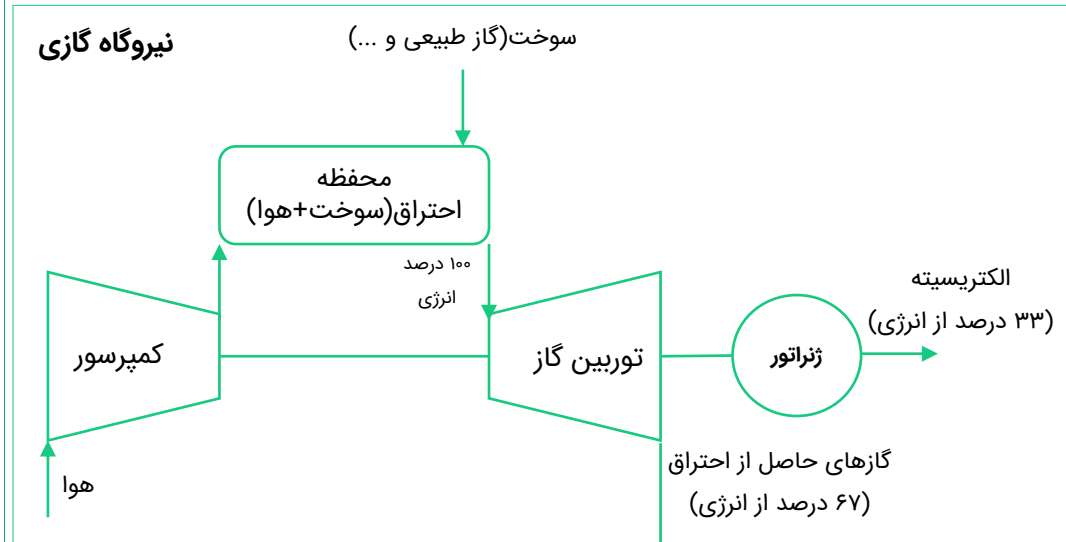 نیروگاه گازی
سوخت(گاز طبیعی و ...)
محفظه
احتراق(سوخت+هوا)
۱۰۰ درصد
انرژی
کمپرسور
توربین گاز
ژنراتور
الکتریسیته
(۳۳ درصد از انرژی)
هوا
گازهای حاصل از احتراق
(۶۷ درصد از انرژی)